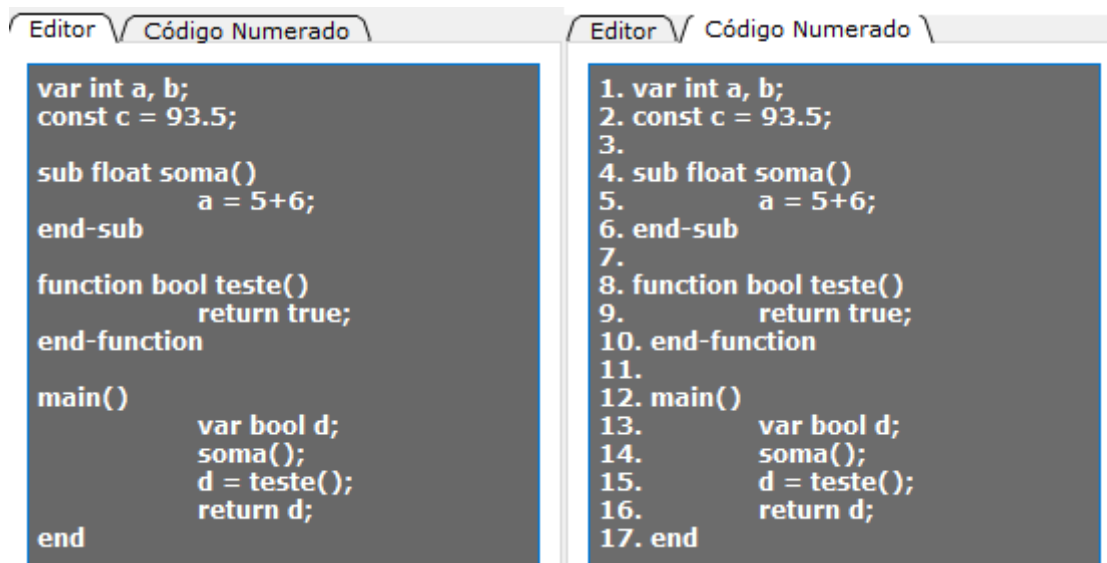 Editor Código Numerado
var int a, b;
const c = 93.5;
sub float soma()
a = 5+6;
end-sub
function bool teste()
return true;
end-function
main()
var bool d;
soma();
d = teste();
return d;
end
Editor Código Numerado
1. var int a, b;
2. const c = 93.5;
3.
4. sub float soma()
5. a = 5+6;
6. end-sub
7.
8. function bool teste()
9. return true;
10. end-function
11.
12. main()
13. var bool d;
14. soma();
15. d = teste();
16. return d;
17. end